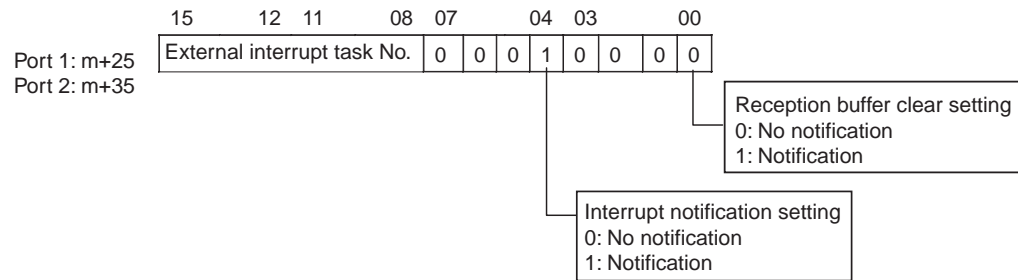 15 12 11 08 07 04 03 00
Port 1: m+25
Port 2: m+35
External interrupt task No. 0 0 0 1 0 0 0 0
Reception buffer clear setting
0: No notification
1: Notification
Interrupt notification setting
0: No notification
1: Notification